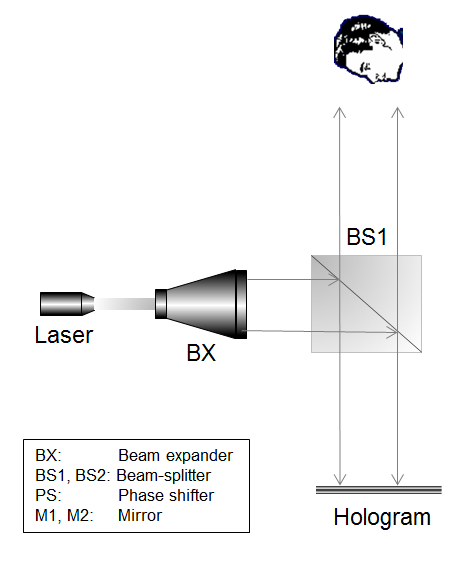 BS1
Laser
BX
BX: Beam expander
BS1, BS2: Beam-splitter
PS: Phase shifter
M1, M2: Mirror
Hologram